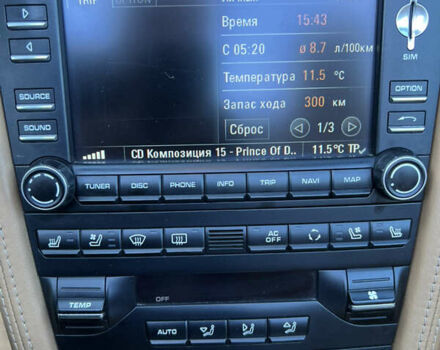 TRIP OPTION
Время 15:43
С 05:20 ø 8.7 л/100км
Температура 11.5 °C
Запас хода 300 км
Сброс 1/3
CD Композиция 15 - Prince Of D.. 11.5°C TP
SIM
SOURCE
OPTION
SOUND
TUNER DISC PHONE INFO TRIP NAVI MAP
AC OFF
TEMP
OFF
AUTO